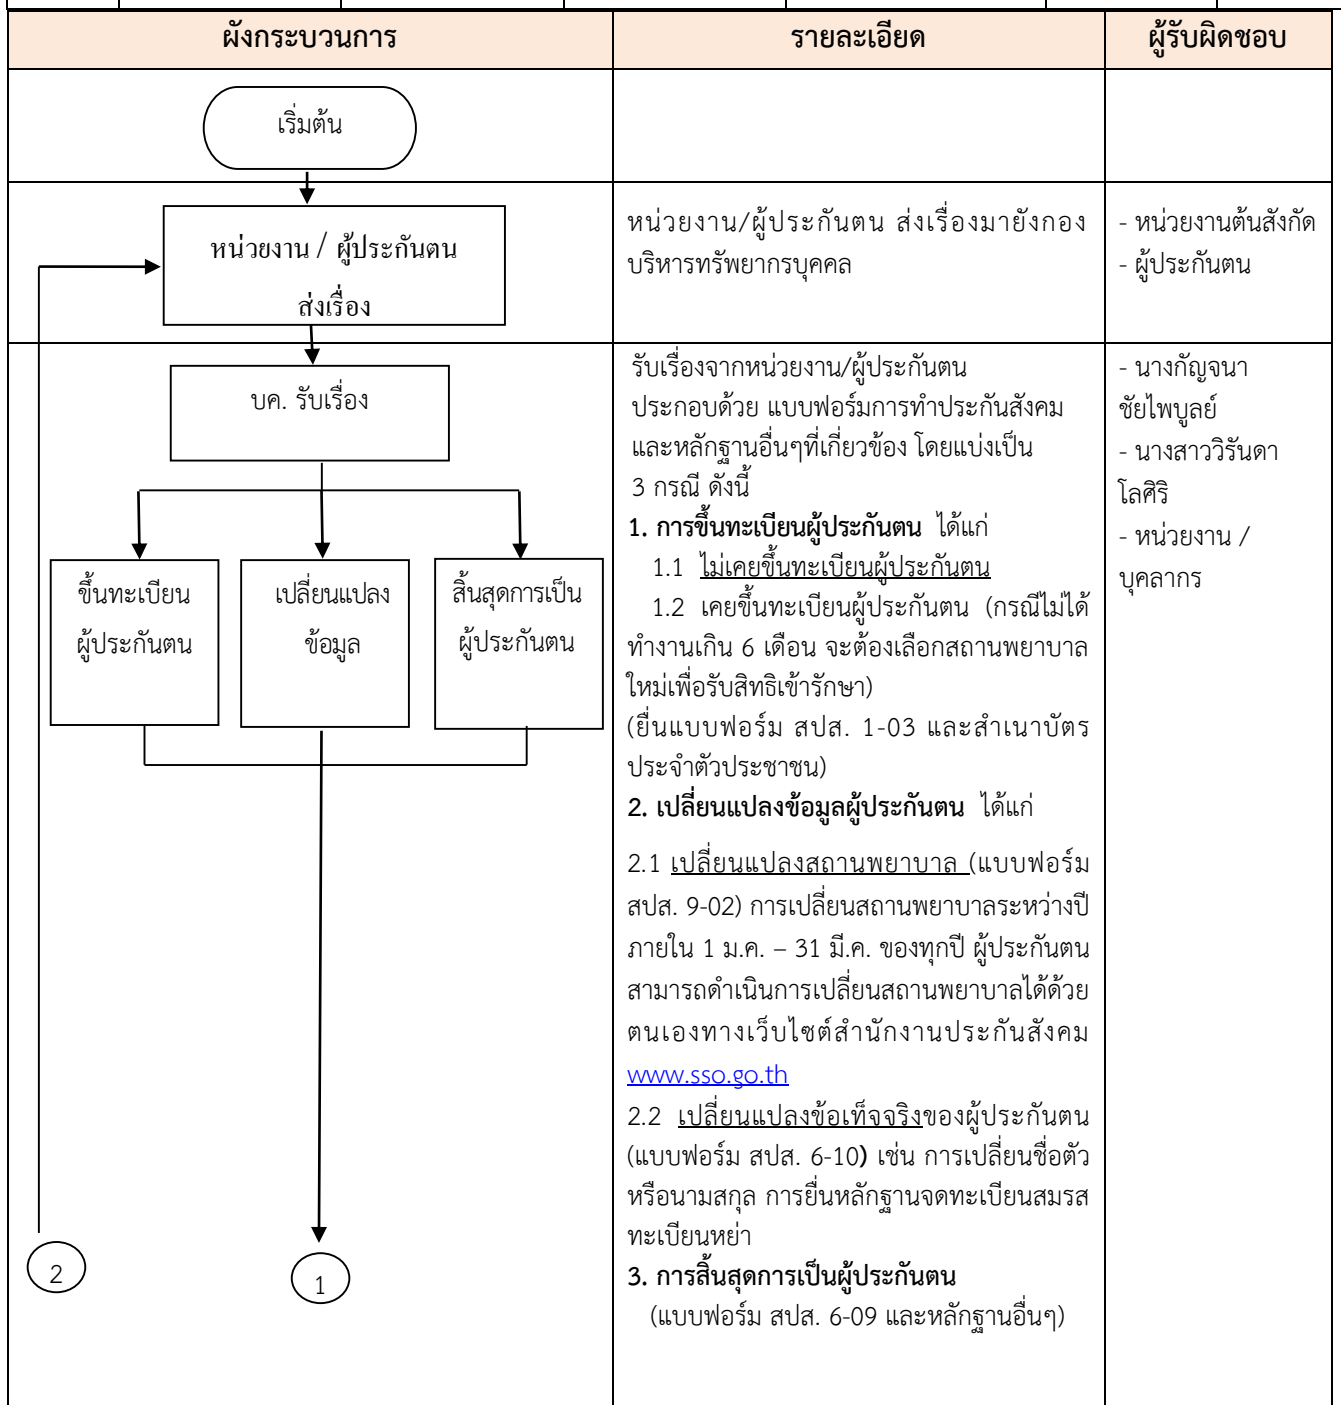 ผังกระบวนการ
รายละเอียด
ผู้รับผิดชอบ
เริ่มต้น
หน่วยงาน / ผู้ประกันตน
ส่งเรื่อง
หน่วยงาน/ผู้ประกันตน ส่งเรื่องมายังกอง
บริหารทรัพยากรบุคคล
- หน่วยงานต้นสังกัด
- ผู้ประกันตน
บค. รับเรื่อง
ขึ้นทะเบียน
ผู้ประกันตน
เปลี่ยนแปลง
ข้อมูล
สิ้นสุดการเป็น
ผู้ประกันตน
2
1
รับเรื่องจากหน่วยงาน/ผู้ประกันตน
ประกอบด้วย แบบฟอร์มการทำประกันสังคม
และหลักฐานอื่นๆที่เกี่ยวข้อง โดยแบ่งเป็น
3 กรณี ดังนี้
1. การขึ้นทะเบียนผู้ประกันตน ได้แก่
1.1 ไม่เคยขึ้นทะเบียนผู้ประกันตน
1.2 เคยขึ้นทะเบียนผู้ประกันตน (กรณีไม่ได้
ทำงานเกิน 6 เดือน จะต้องเลือกสถานพยาบาล
ใหม่เพื่อรับสิทธิเข้ารักษา)
(ยื่นแบบฟอร์ม สปส. 1-03 และสำเนาบัตร
ประจำตัวประชาชน)
2. เปลี่ยนแปลงข้อมูลผู้ประกันตน ได้แก่
2.1 เปลี่ยนแปลงสถานพยาบาล (แบบฟอร์ม
สปส. 9-02) การเปลี่ยนสถานพยาบาลระหว่างปี
ภายใน 1 ม.ค. – 31 มี.ค. ของทุกปี ผู้ประกันตน
สามารถดำเนินการเปลี่ยนสถานพยาบาลได้ด้วย
ตนเองทางเว็บไซต์สำนักงานประกันสังคม
www.sso.go.th
2.2 เปลี่ยนแปลงข้อเท็จจริงของผู้ประกันตน
(แบบฟอร์ม สปส. 6-10) เช่น การเปลี่ยนชื่อตัว
หรือนามสกุล การยื่นหลักฐานจดทะเบียนสมรส
ทะเบียนหย่า
3. การสิ้นสุดการเป็นผู้ประกันตน
(แบบฟอร์ม สปส. 6-09 และหลักฐานอื่นๆ)
- นางกัญจนา
ชัยไพบูลย์
- นางสาววิรันดา
โลศิริ
- หน่วยงาน /
บุคลากร